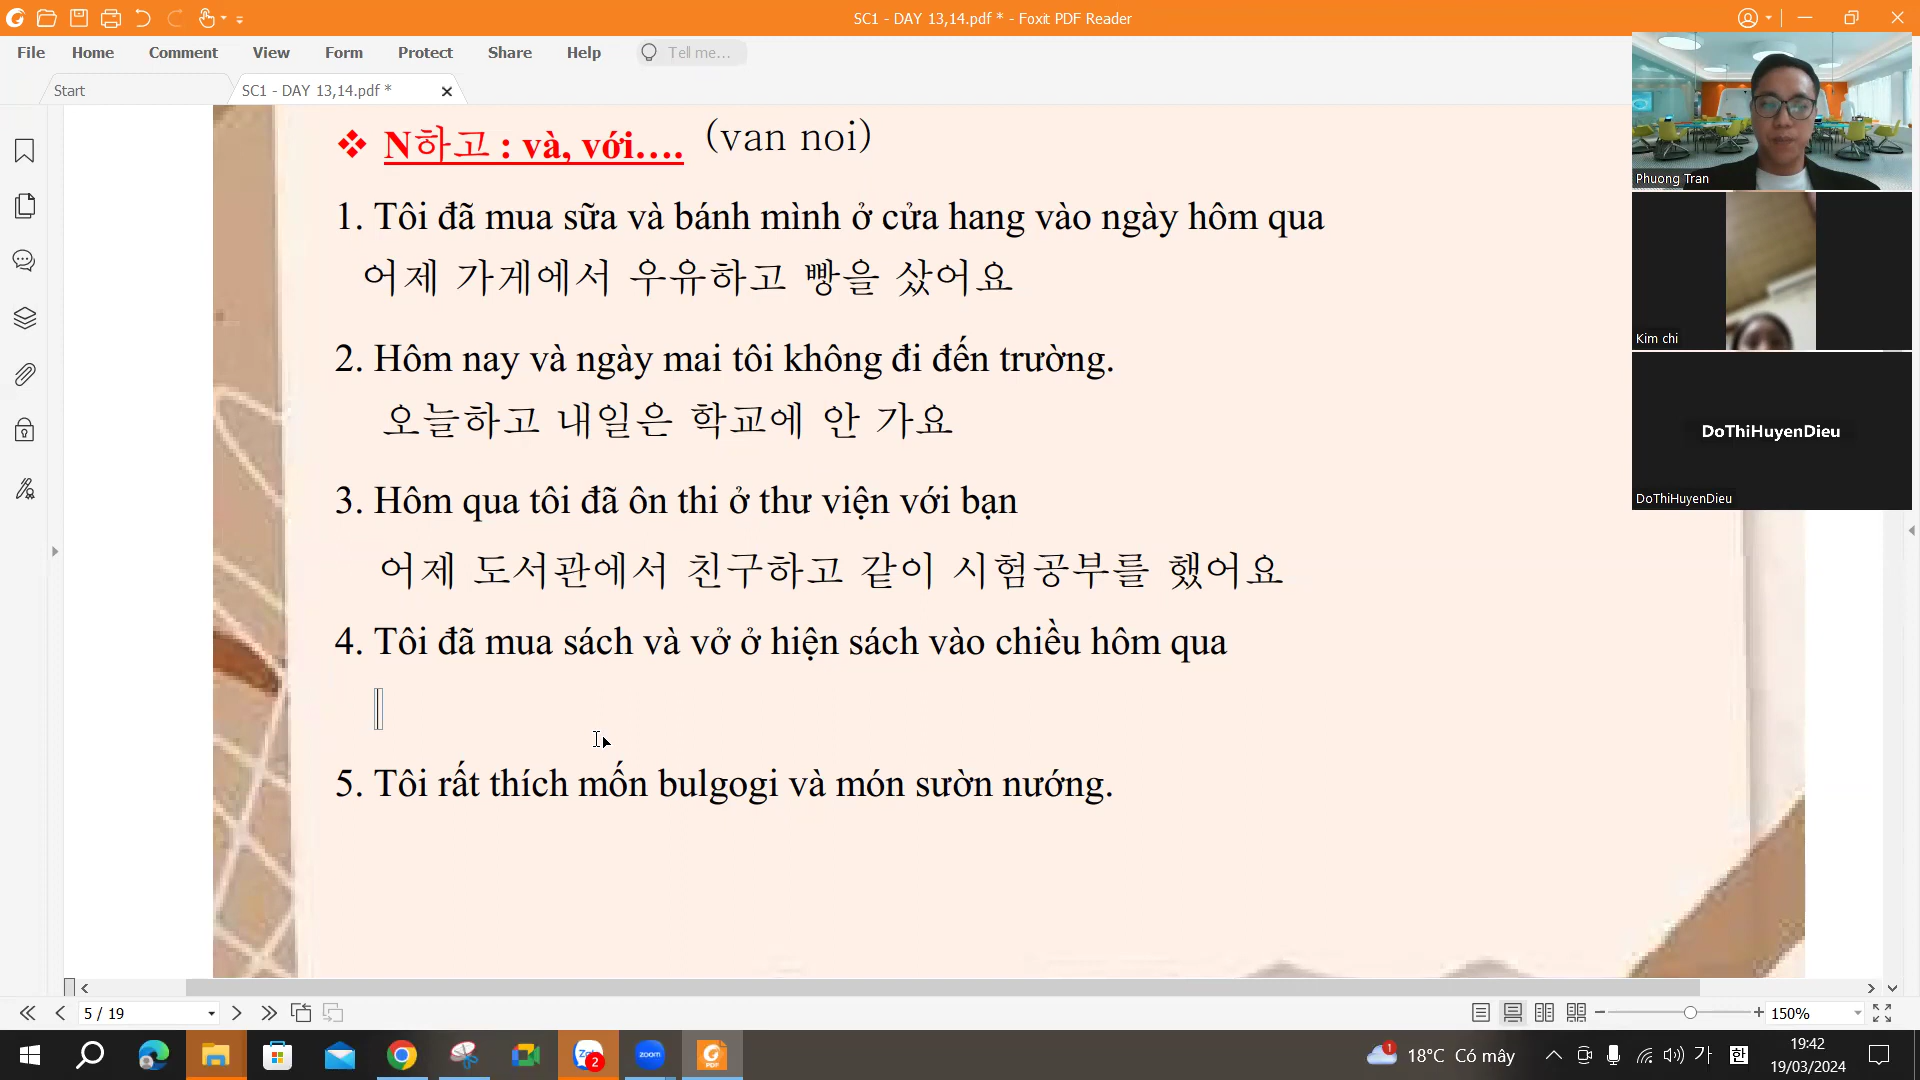 SC1 - DAY 13,14.pdf * - Foxit PDF Reader
File Home Comment View Form Protect Share Help Tell me...
Start
SC1 - DAY 13,14.pdf *
❖ N하고 : và, với…. (van noi)
1. Tôi đã mua sữa và bánh mình ở cửa hang vào ngày hôm qua
어제 가게에서 우유하고 빵을 샀어요
2. Hôm nay và ngày mai tôi không đi đến trường.
오늘하고 내일은 학교에 안 가요
3. Hôm qua tôi đã ôn thi ở thư viện với bạn
어제 도서관에서 친구하고 같이 시험공부를 했어요
4. Tôi đã mua sách và vở ở hiện sách vào chiều hôm qua
5. Tôi rất thích mốn bulgogi và món sườn nướng.
Phuong Tran
Kim chi
DoThiHuyenDieu
DoThiHuyenDieu
5 / 19
150%
2
zoom
PDF
1
18°C Có mây
가
한
19:42
19/03/2024